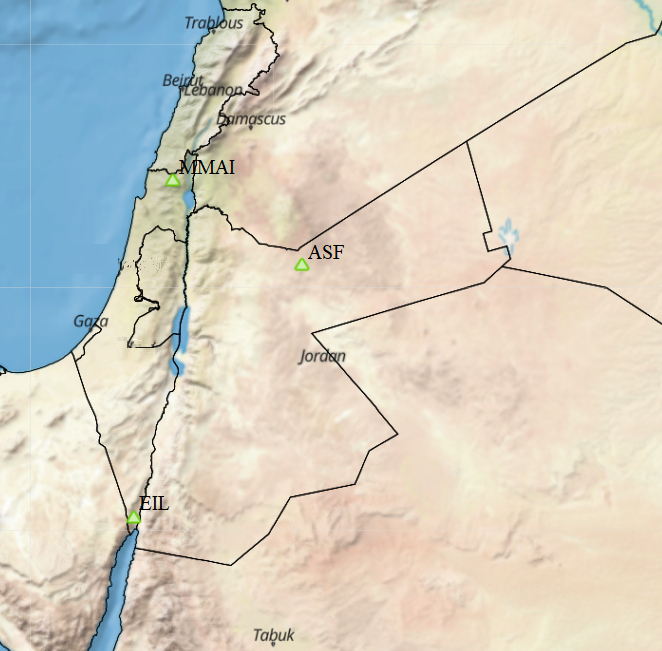 Trablous
Beirut
Lebanon
Damascus
MMAI
ASF
Gaza
Jordan
EIL
Tabuk